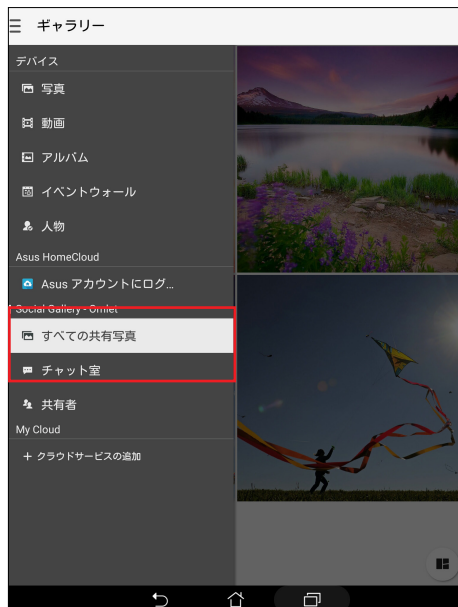 ギャラリー
デバイス
写真
動画
アルバム
イベントウォール
人物
Asus HomeCloud
Asus アカウントにログ...
Social Gallery - Omlet
すべての共有写真
チャット室
共有者
My Cloud
+ クラウドサービスの追加